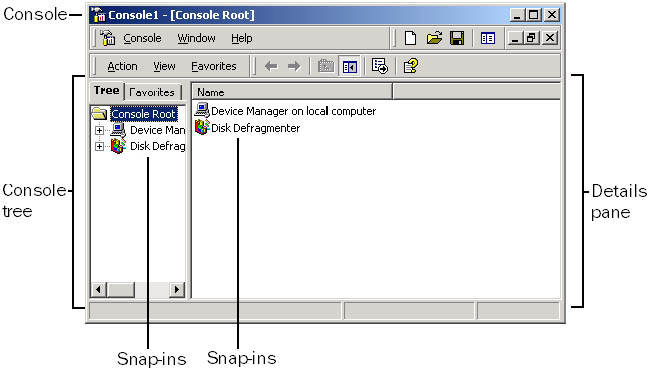 Console
Console1 - [Console Root]
Console Window Help
Action View Favorites
Tree Favorites
Name
Console Root
Device Man
Disk Defrag
Device Manager on local computer
Disk Defragmenter
Console
tree
Details
pane
Snap-ins Snap-ins